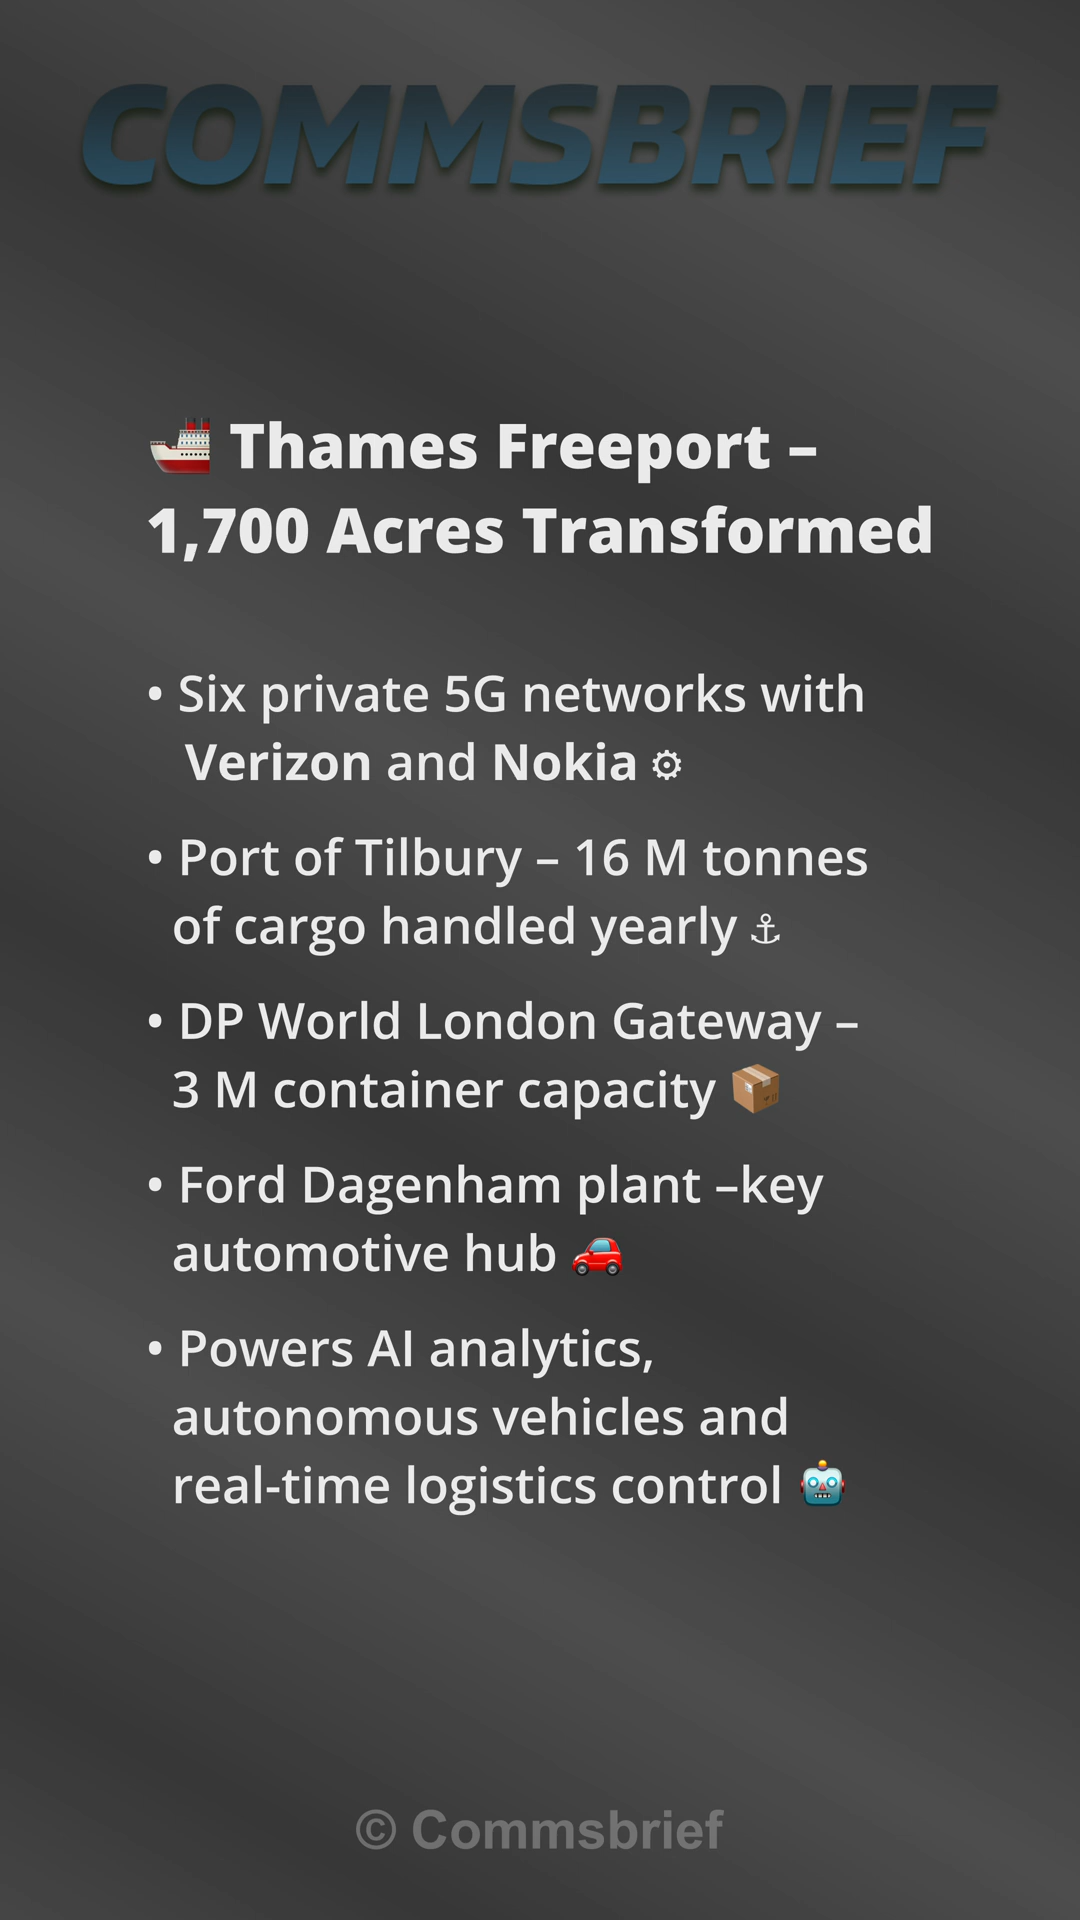 COMMSBRIEF
🚢 Thames Freeport –
1,700 Acres Transformed
• Six private 5G networks with
Verizon and Nokia ⚙
• Port of Tilbury – 16 M tonnes
of cargo handled yearly ⚓
• DP World London Gateway –
3 M container capacity 📦
• Ford Dagenham plant –key
automotive hub 🚗
• Powers AI analytics,
autonomous vehicles and
real-time logistics control 🤖
© Commsbrief